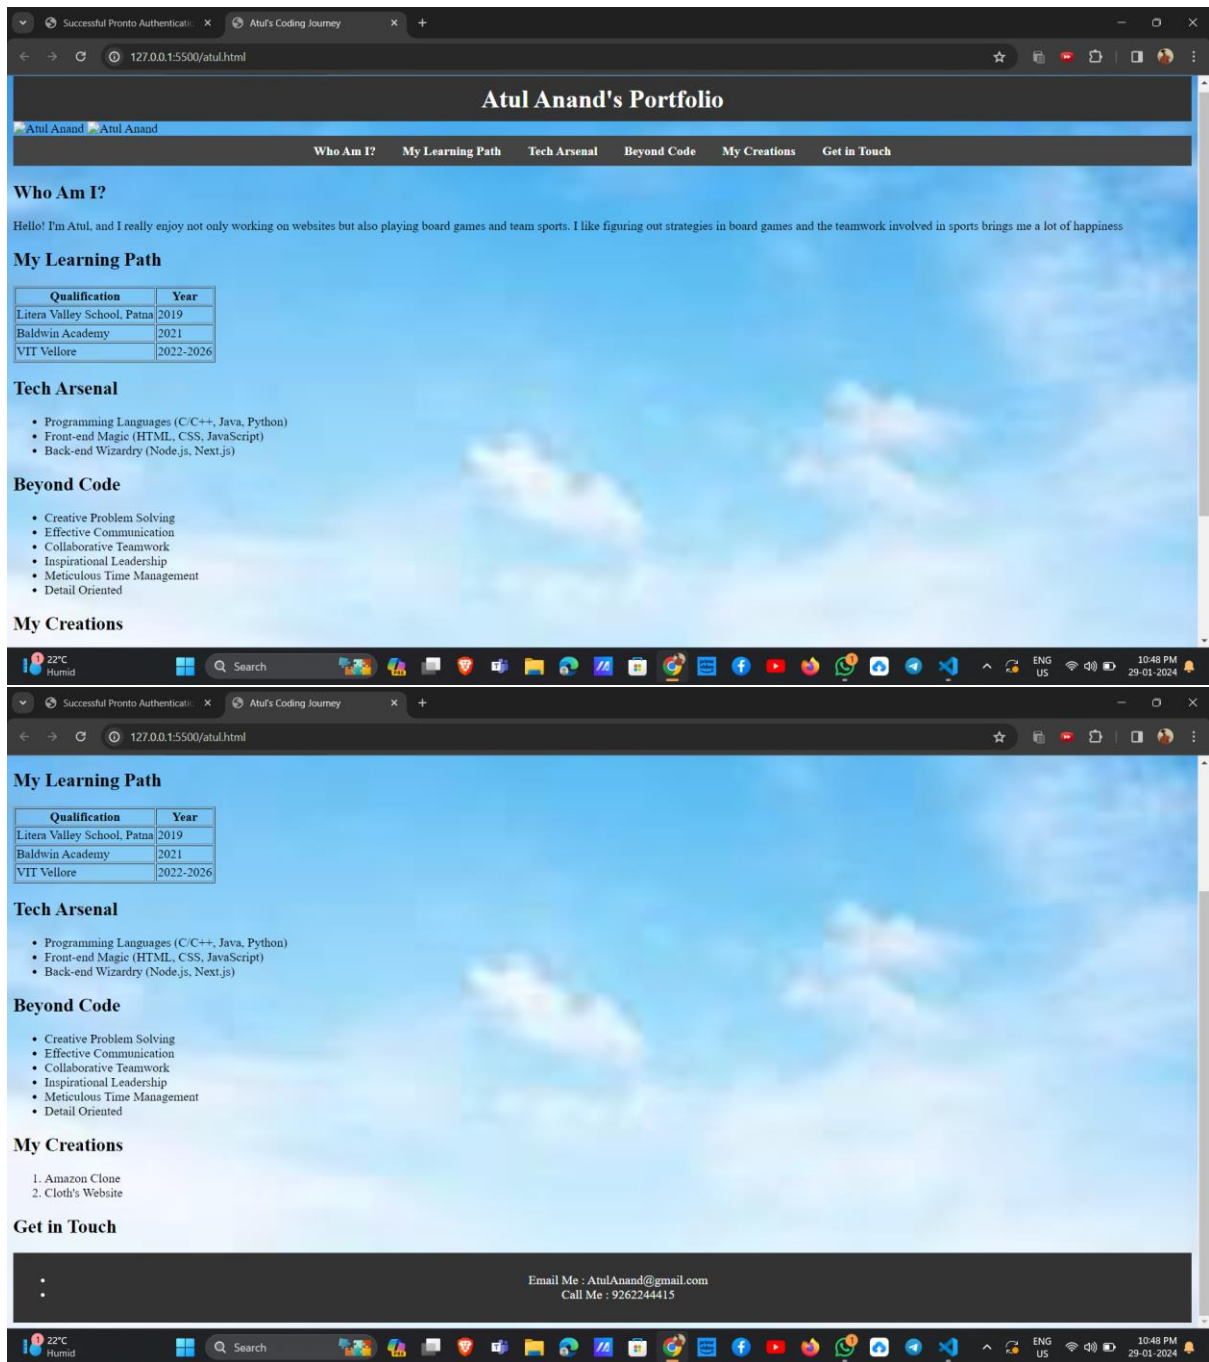 Successful Pronto Authenticatic
Atul's Coding Journey
127.0.0.1:5500/atul.html
Atul Anand's Portfolio
Atul Anand Atul Anand
Who Am I? My Learning Path Tech Arsenal Beyond Code My Creations Get in Touch
Who Am I?
Hello! I'm Atul, and I really enjoy not only working on websites but also playing board games and team sports. I like figuring out strategies in board games and the teamwork involved in sports brings me a lot of happiness
My Learning Path
Qualification Year
Litera Valley School, Patna 2019
Baldwin Academy 2021
VIT Vellore 2022-2026
Tech Arsenal
• Programming Languages (C/C++, Java, Python)
• Front-end Magic (HTML, CSS, JavaScript)
• Back-end Wizardry (Node.js, Next.js)
Beyond Code
• Creative Problem Solving
• Effective Communication
• Collaborative Teamwork
• Inspirational Leadership
• Meticulous Time Management
• Detail Oriented
My Creations
1 22°C
Humid
Search
ENG
US
10:48 PM
29-01-2024
Successful Pronto Authenticatic
Atul's Coding Journey
127.0.0.1:5500/atul.html
My Learning Path
Qualification Year
Litera Valley School, Patna 2019
Baldwin Academy 2021
VIT Vellore 2022-2026
Tech Arsenal
• Programming Languages (C/C++, Java, Python)
• Front-end Magic (HTML, CSS, JavaScript)
• Back-end Wizardry (Node.js, Next.js)
Beyond Code
• Creative Problem Solving
• Effective Communication
• Collaborative Teamwork
• Inspirational Leadership
• Meticulous Time Management
• Detail Oriented
My Creations
1. Amazon Clone
2. Cloth's Website
Get in Touch
• Email Me : AtulAnand@gmail.com
• Call Me : 9262244415
1 22°C
Humid
Search
ENG
US
10:48 PM
29-01-2024